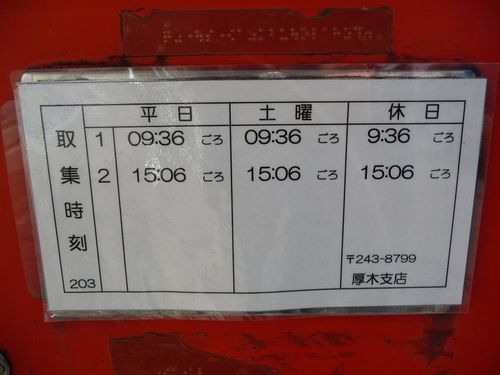 平日 土曜 休日
取集時刻
1 09:36 ごろ 09:36 ごろ 9:36 ごろ
2 15:06 ごろ 15:06 ごろ 15:06 ごろ
203
〒243-8799
厚木支店